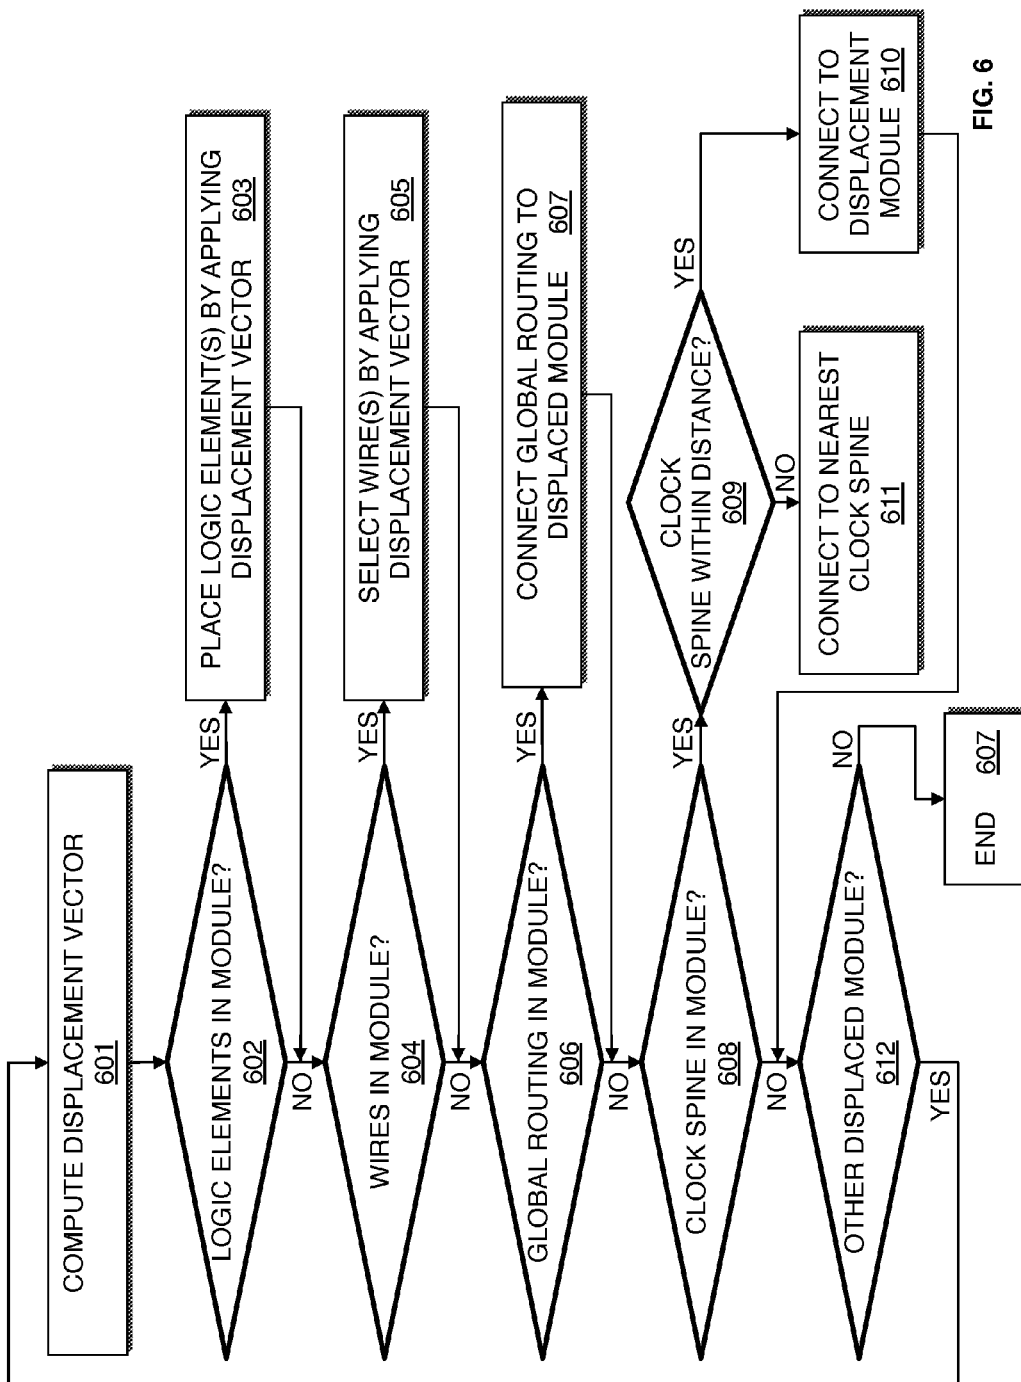 COMPUTE DISPLACEMENT VECTOR
601
LOGIC ELEMENTS IN MODULE?
602
YES
NO
PLACE LOGIC ELEMENT(S) BY APPLYING
DISPLACEMENT VECTOR 603
WIRES IN MODULE?
604
YES
NO
SELECT WIRE(S) BY APPLYING
DISPLACEMENT VECTOR 605
GLOBAL ROUTING IN MODULE?
606
YES
NO
CONNECT GLOBAL ROUTING TO
DISPLACED MODULE 607
CLOCK SPINE IN MODULE?
608
YES
NO
CLOCK
SPINE WITHIN DISTANCE?
609
YES
NO
CONNECT TO
DISPLACEMENT
MODULE 610
CONNECT TO NEAREST
CLOCK SPINE
611
OTHER DISPLACED MODULE?
612
NO
YES
END 607
FIG. 6